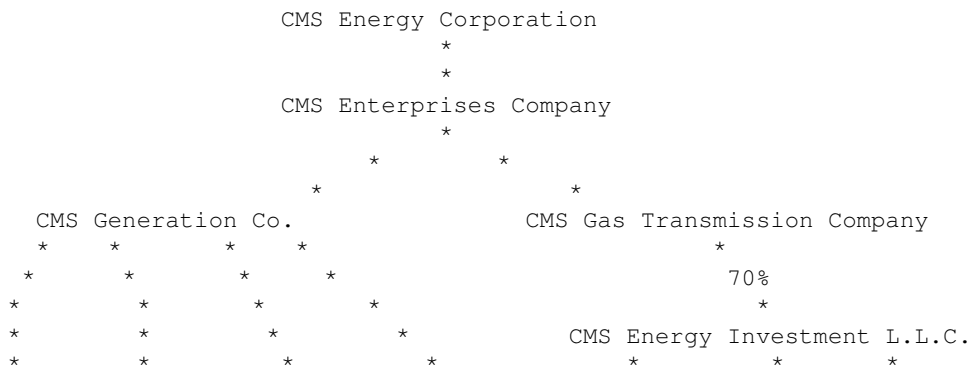 CMS Energy Corporation
*
*
CMS Enterprises Company
*
* *
* *
CMS Generation Co. CMS Gas Transmission Company
* * * * *
* * * * 70%
* * * * *
* * * * CMS Energy Investment L.L.C.
* * * * * * *